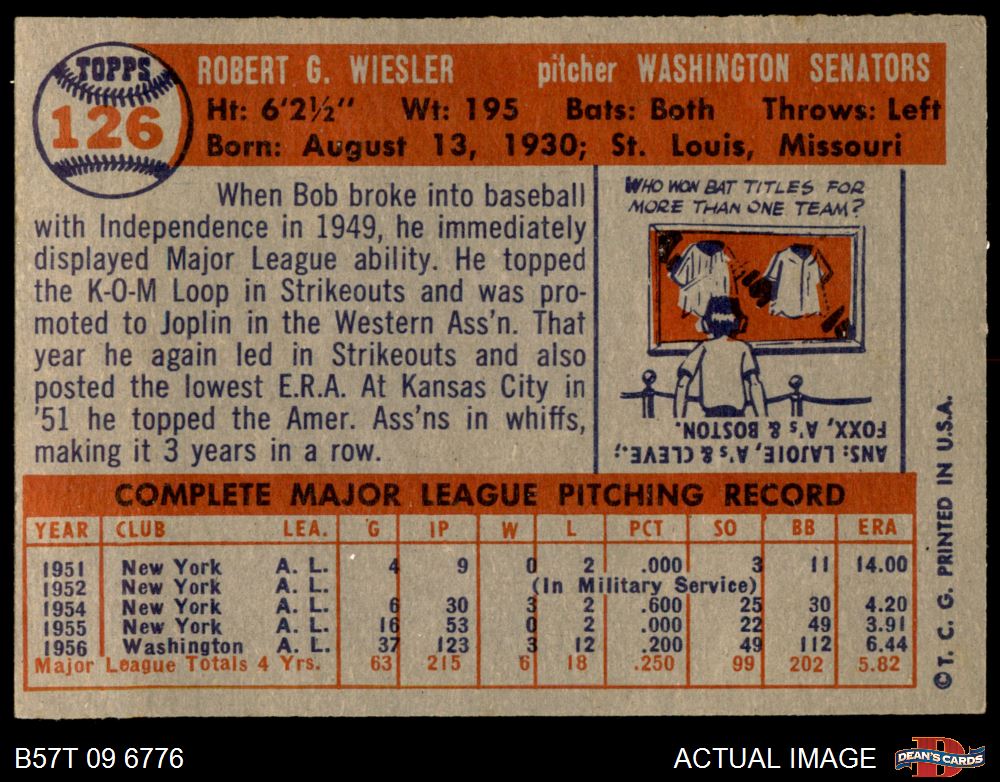 TOPPS
126
ROBERT G. WIESLER pitcher WASHINGTON SENATORS
Ht: 6'2½" Wt: 195 Bats: Both Throws: Left
Born: August 13, 1930; St. Louis, Missouri
When Bob broke into baseball
with Independence in 1949, he immediately
displayed Major League ability. He topped
the K-O-M Loop in Strikeouts and was pro-
moted to Joplin in the Western Ass'n. That
year he again led in Strikeouts and also
posted the lowest E.R.A. At Kansas City in
'51 he topped the Amer. Ass'ns in whiffs,
making it 3 years in a row.
WHO WON BAT TITLES FOR
MORE THAN ONE TEAM?
ANS: LAJOIE, A's & CLEVE.;
FOXX, A's & BOSTON.
COMPLETE MAJOR LEAGUE PITCHING RECORD
YEAR CLUB LEA. G IP W L PCT SO BB ERA
1951 New York A. L. 4 9 0 2 .000 3 11 14.00
1952 New York A. L. (In Military Service)
1954 New York A. L. 6 30 3 2 .600 25 30 4.20
1955 New York A. L. 16 53 0 2 .000 22 49 3.91
1956 Washington A. L. 37 123 3 12 .200 49 112 6.44
Major League Totals 4 Yrs. 63 215 6 18 .250 99 202 5.82
©T. C. G. PRINTED IN U.S.A.
B57T 09 6776
ACTUAL IMAGE
DEAN'S CARDS